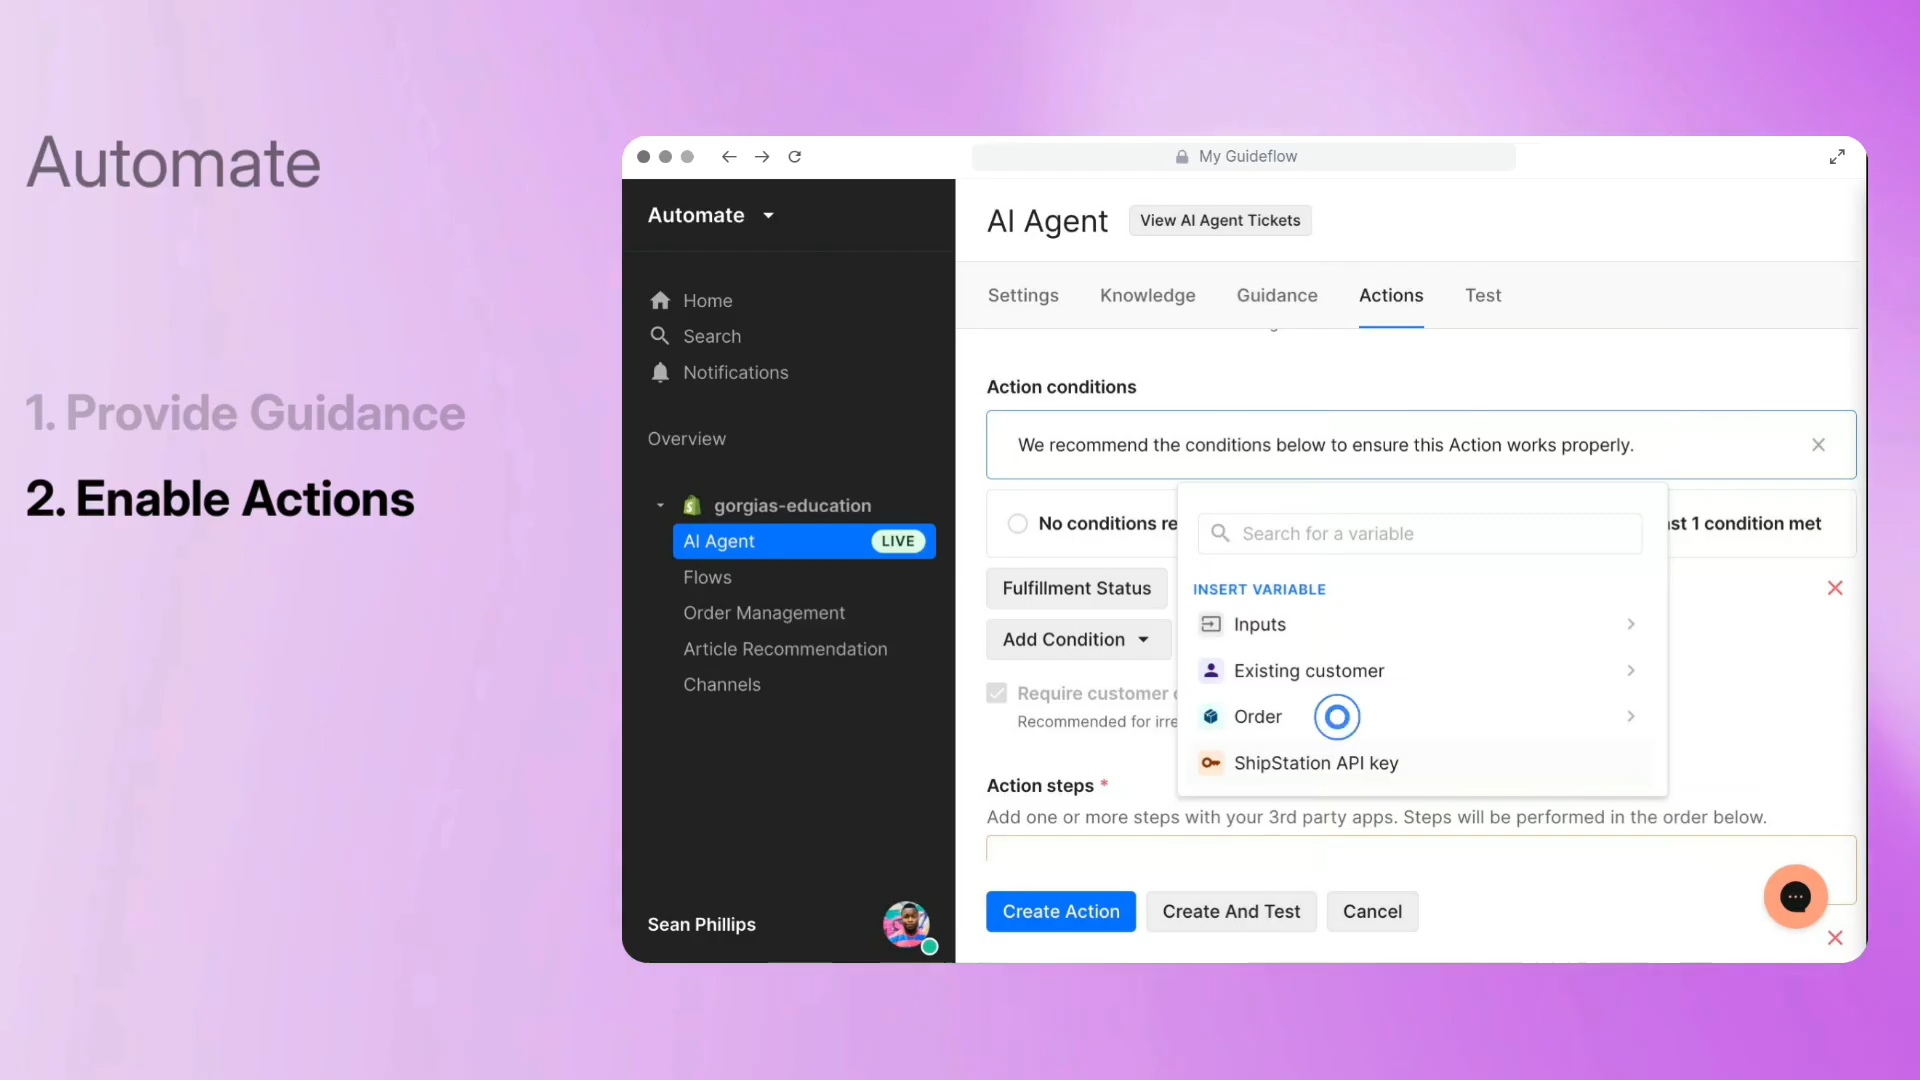 Automate
1. Provide Guidance
2. Enable Actions
My Guideflow
Automate
Home
Search
Notifications
Overview
gorgias-education
AI Agent LIVE
Flows
Order Management
Article Recommendation
Channels
Sean Phillips
AI Agent View AI Agent Tickets
Settings Knowledge Guidance Actions Test
Action conditions
We recommend the conditions below to ensure this Action works properly.
No conditions 1 condition met
Fulfillment Status
Add Condition
Require customer
Recommended for
Search for a variable
INSERT VARIABLE
Inputs
Existing customer
Order
ShipStation API key
Action steps *
Add one or more steps with your 3rd party apps. Steps will be performed in the order below.
Create Action Create And Test Cancel